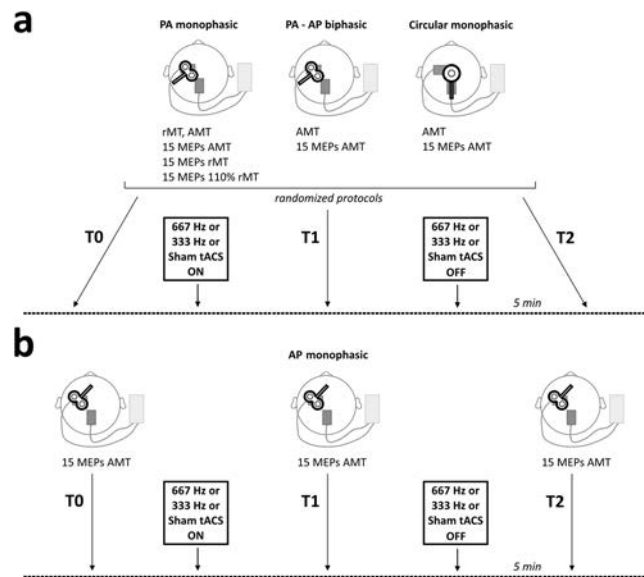 a
PA monophasic
PA - AP biphasic
Circular monophasic
rMT, AMT
15 MEPs AMT
15 MEPs rMT
15 MEPs 110% rMT
AMT
15 MEPs AMT
AMT
15 MEPs AMT
randomized protocols
T0
667 Hz or
333 Hz or
Sham tACS
ON
T1
667 Hz or
333 Hz or
Sham tACS
OFF
T2
5 min
b
AP monophasic
15 MEPs AMT
15 MEPs AMT
15 MEPs AMT
T0
667 Hz or
333 Hz or
Sham tACS
ON
T1
667 Hz or
333 Hz or
Sham tACS
OFF
T2
5 min